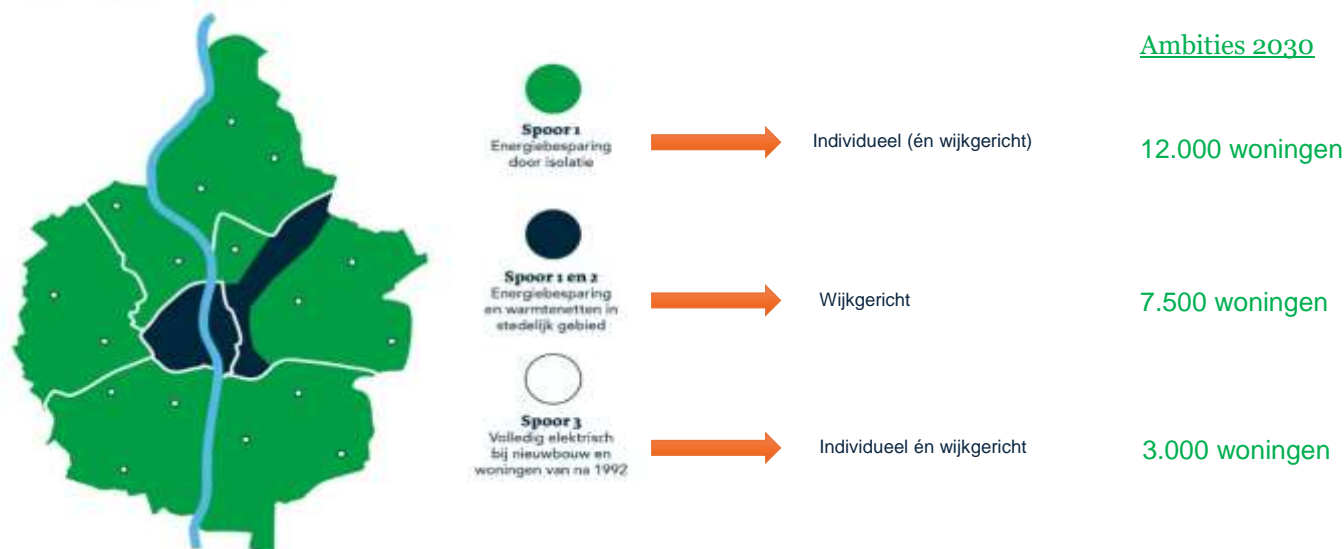 Ambities 2030
Spoor 1
Energiebesparing
door isolatie
Individueel (én wijkgericht)
12.000 woningen
Spoor 1 en 2
Energiebesparing
en warmtenetten in
stedelijk gebied
Wijkgericht
7.500 woningen
Spoor 3
Volledig elektrisch
bij nieuwbouw en
woningen van na 1992
Individueel én wijkgericht
3.000 woningen